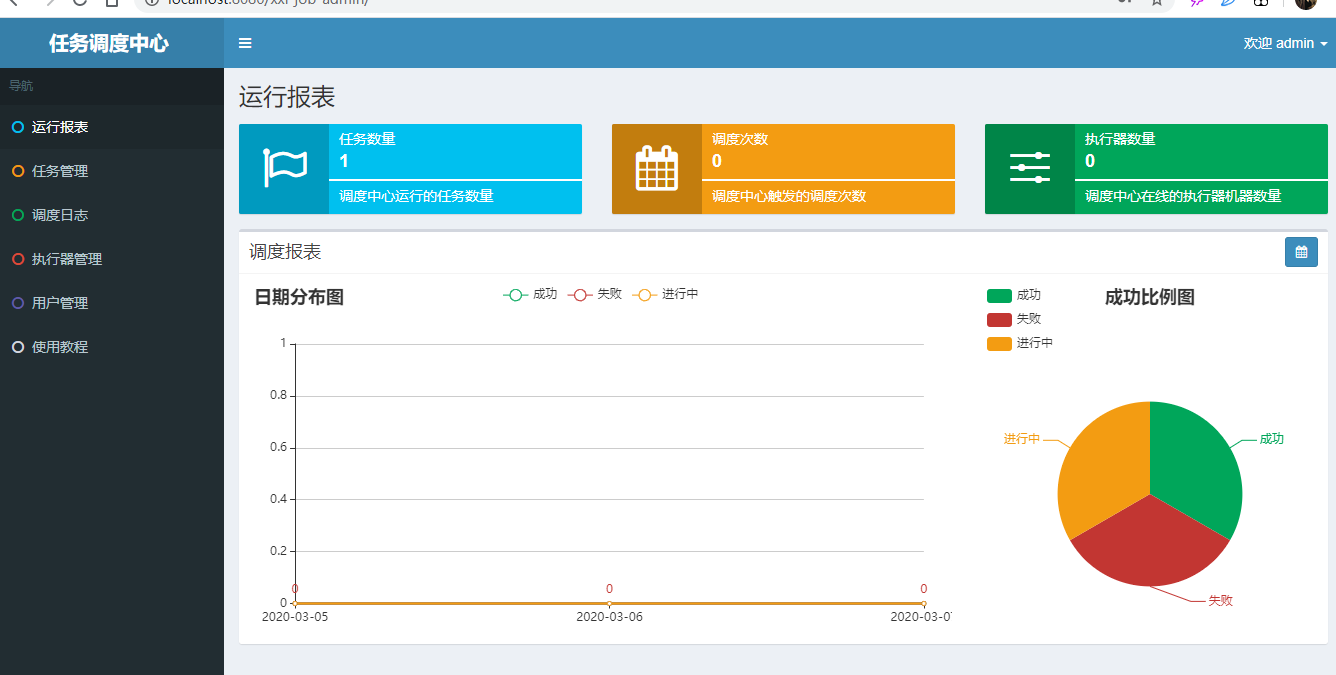 localhost:8080/xxl-job-admin/
任务调度中心
欢迎 admin
导航
运行报表
任务管理
调度日志
执行器管理
用户管理
使用教程
运行报表
任务数量
1
调度中心运行的任务数量
调度次数
0
调度中心触发的调度次数
执行器数量
0
调度中心在线的执行器机器数量
调度报表
日期分布图
成功 失败 进行中
1
0.8
0.6
0.4
0.2
0
0 0 0
2020-03-05 2020-03-06 2020-03-07
成功比例图
成功
失败
进行中
进行中
成功
失败